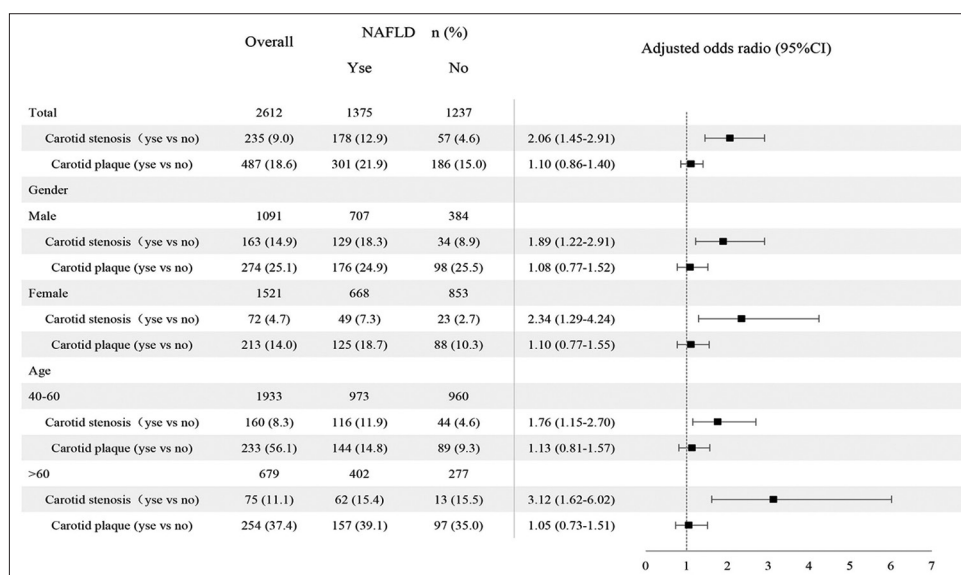 Overall NAFLD n (%) Adjusted odds radio (95%CI)
Yse No
Total 2612 1375 1237
Carotid stenosis（yse vs no) 235 (9.0) 178 (12.9) 57 (4.6) 2.06 (1.45-2.91)
Carotid plaque (yse vs no) 487 (18.6) 301 (21.9) 186 (15.0) 1.10 (0.86-1.40)
Gender
Male 1091 707 384
Carotid stenosis（yse vs no) 163 (14.9) 129 (18.3) 34 (8.9) 1.89 (1.22-2.91)
Carotid plaque (yse vs no) 274 (25.1) 176 (24.9) 98 (25.5) 1.08 (0.77-1.52)
Female 1521 668 853
Carotid stenosis（yse vs no) 72 (4.7) 49 (7.3) 23 (2.7) 2.34 (1.29-4.24)
Carotid plaque (yse vs no) 213 (14.0) 125 (18.7) 88 (10.3) 1.10 (0.77-1.55)
Age
40-60 1933 973 960
Carotid stenosis（yse vs no) 160 (8.3) 116 (11.9) 44 (4.6) 1.76 (1.15-2.70)
Carotid plaque (yse vs no) 233 (56.1) 144 (14.8) 89 (9.3) 1.13 (0.81-1.57)
>60 679 402 277
Carotid stenosis（yse vs no) 75 (11.1) 62 (15.4) 13 (15.5) 3.12 (1.62-6.02)
Carotid plaque (yse vs no) 254 (37.4) 157 (39.1) 97 (35.0) 1.05 (0.73-1.51)
0 1 2 3 4 5 6 7